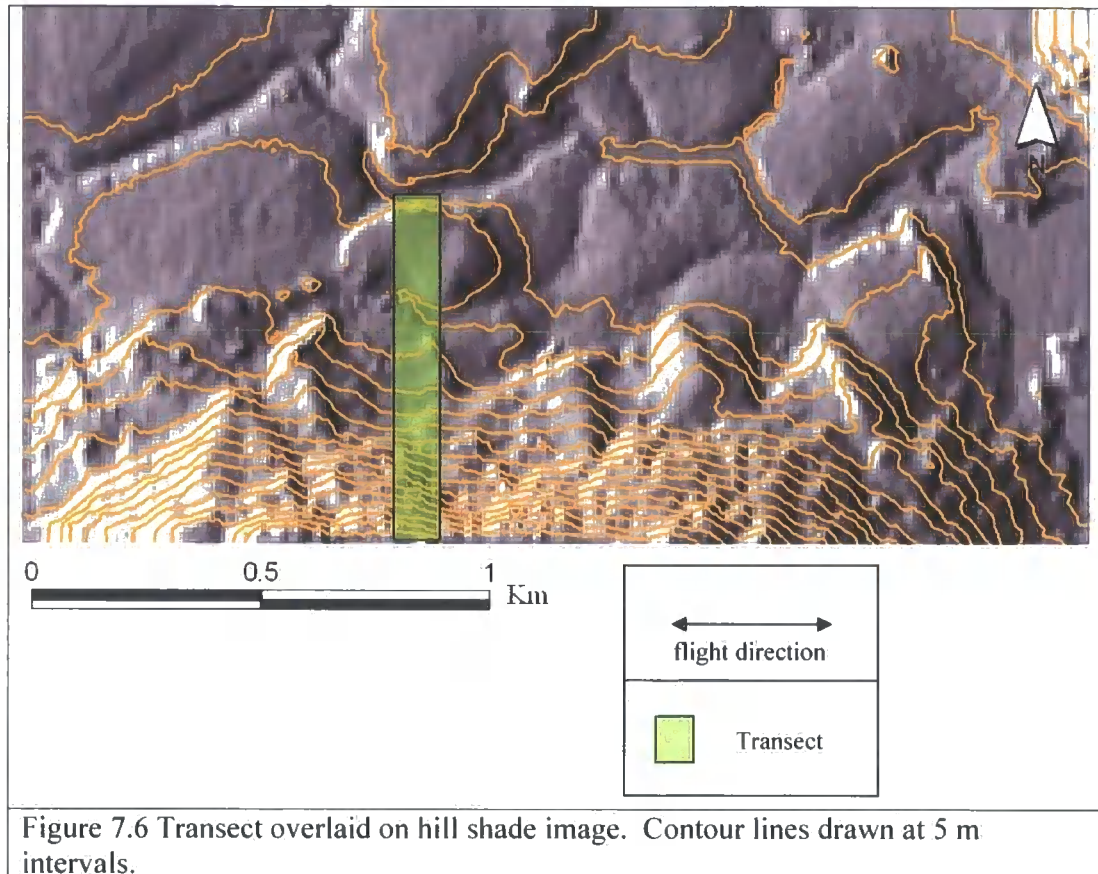 N
0 0.5 1
Km
flight direction
Transect
Figure 7.6 Transect overlaid on hill shade image. Contour lines drawn at 5 m
intervals.